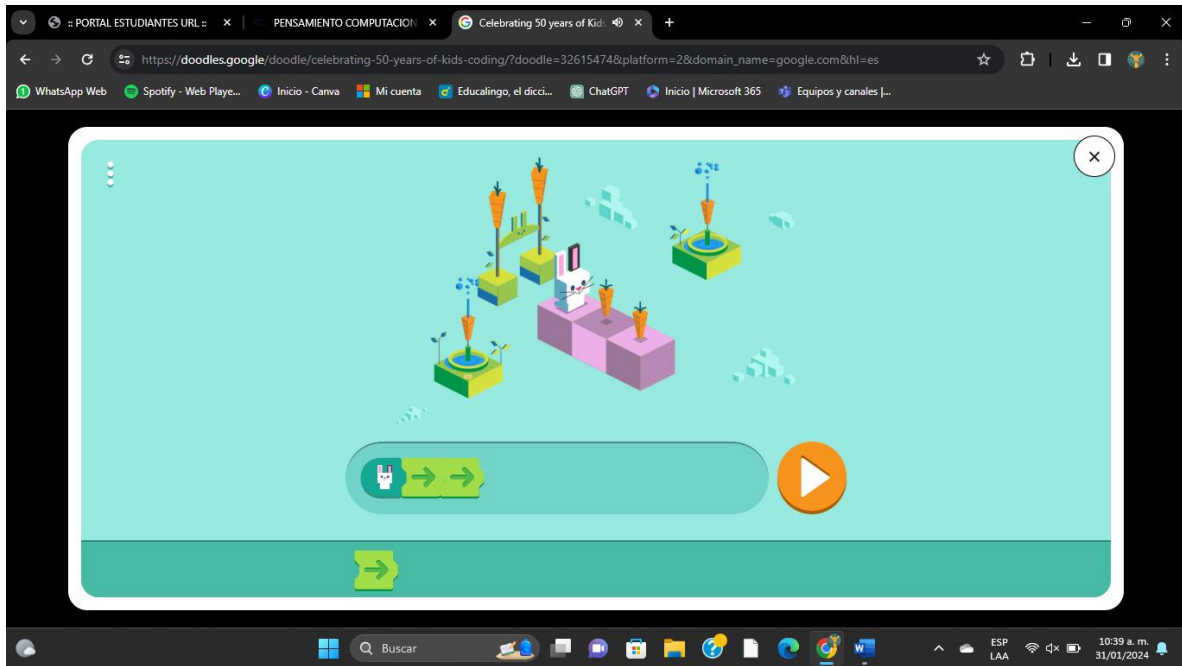 :: PORTAL ESTUDIANTES URL ::
PENSAMIENTO COMPUTACION
Celebrating 50 years of Kids
https://doodles.google/doodle/celebrating-50-years-of-kids-coding/?doodle=32615474&platform=2&domain_name=google.com&hl=es
WhatsApp Web
Spotify - Web Playe...
Inicio - Canva
Mi cuenta
Educalingo, el dicci...
ChatGPT
Inicio | Microsoft 365
Equipos y canales |...
Buscar
ESP
LAA
10:39 a. m.
31/01/2024